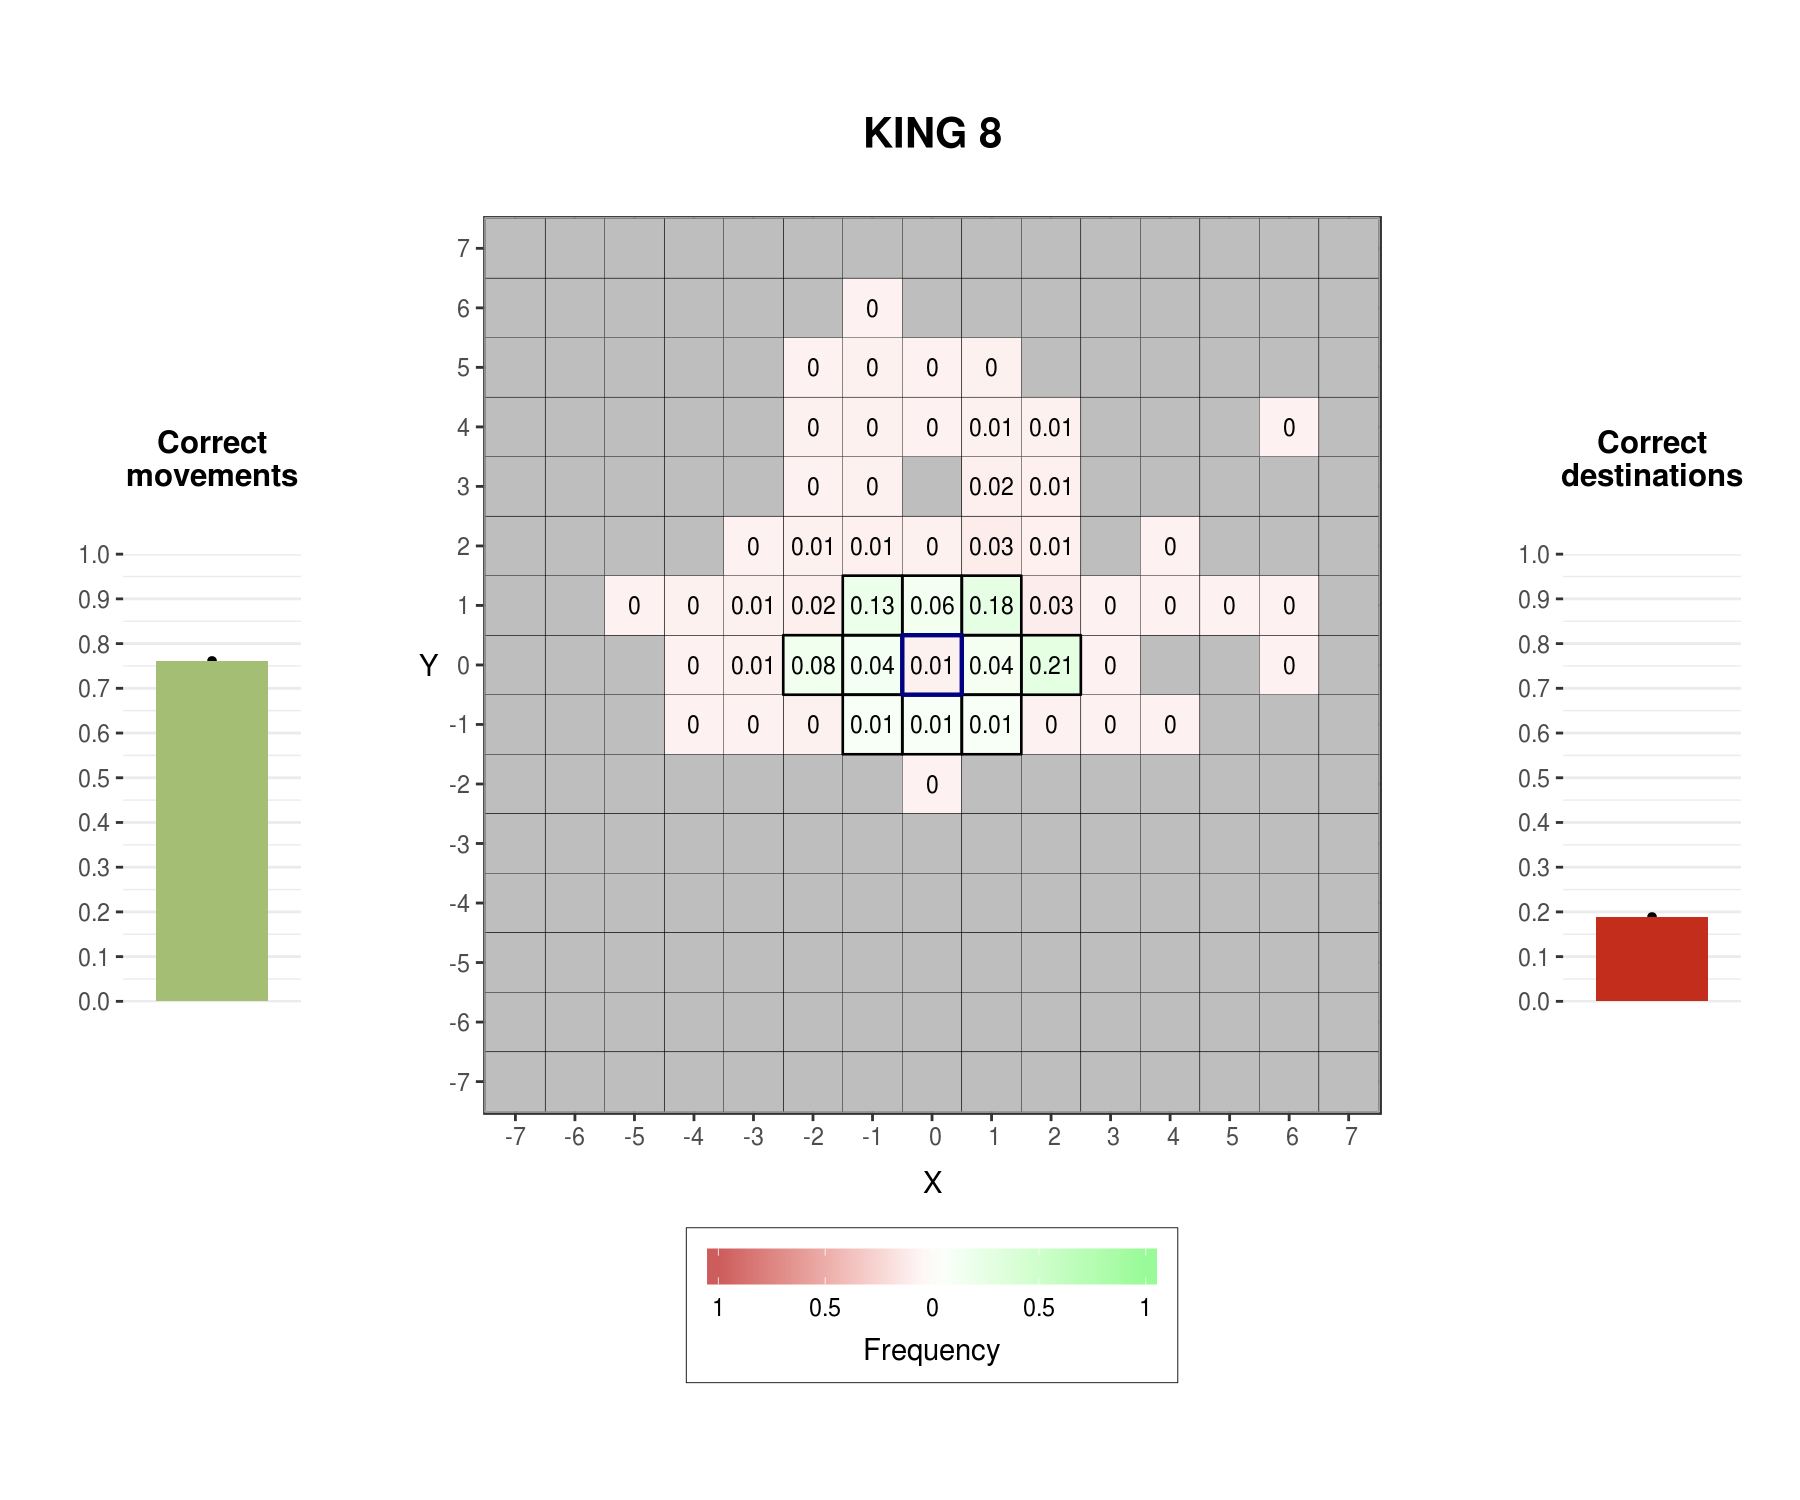 KING 8
Correct
movements
1.0
0.9
0.8
0.7
0.6
0.5
0.4
0.3
0.2
0.1
0.0
Y
7
6 0
5 0 0 0 0
4 0 0 0 0.01 0.01 0
3 0 0 0.02 0.01
2 0 0.01 0.01 0 0.03 0.01 0
1 0 0 0.01 0.02 0.13 0.06 0.18 0.03 0 0 0 0
0 0 0.01 0.08 0.04 0.01 0.04 0.21 0 0
-1 0 0 0 0.01 0.01 0.01 0 0 0
-2 0
-3
-4
-5
-6
-7
-7 -6 -5 -4 -3 -2 -1 0 1 2 3 4 5 6 7
X
1 0.5 0 0.5 1
Frequency
Correct
destinations
1.0
0.9
0.8
0.7
0.6
0.5
0.4
0.3
0.2
0.1
0.0